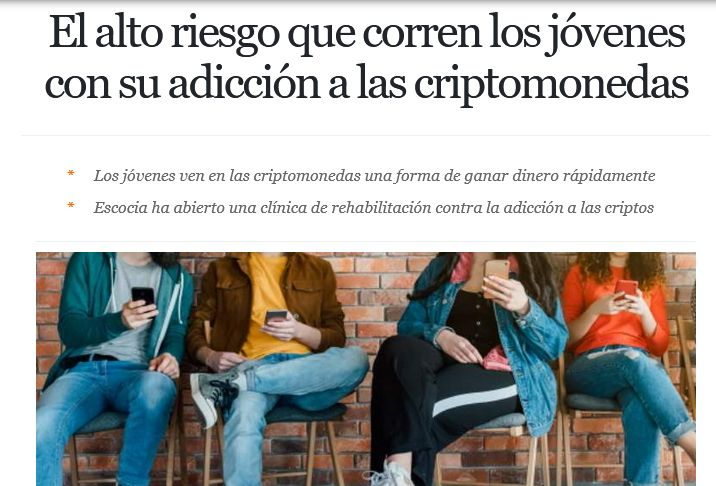 El alto riesgo que corren los jóvenes
con su adicción a las criptomonedas
* Los jóvenes ven en las criptomonedas una forma de ganar dinero rápidamente
* Escocia ha abierto una clínica de rehabilitación contra la adicción a las criptos